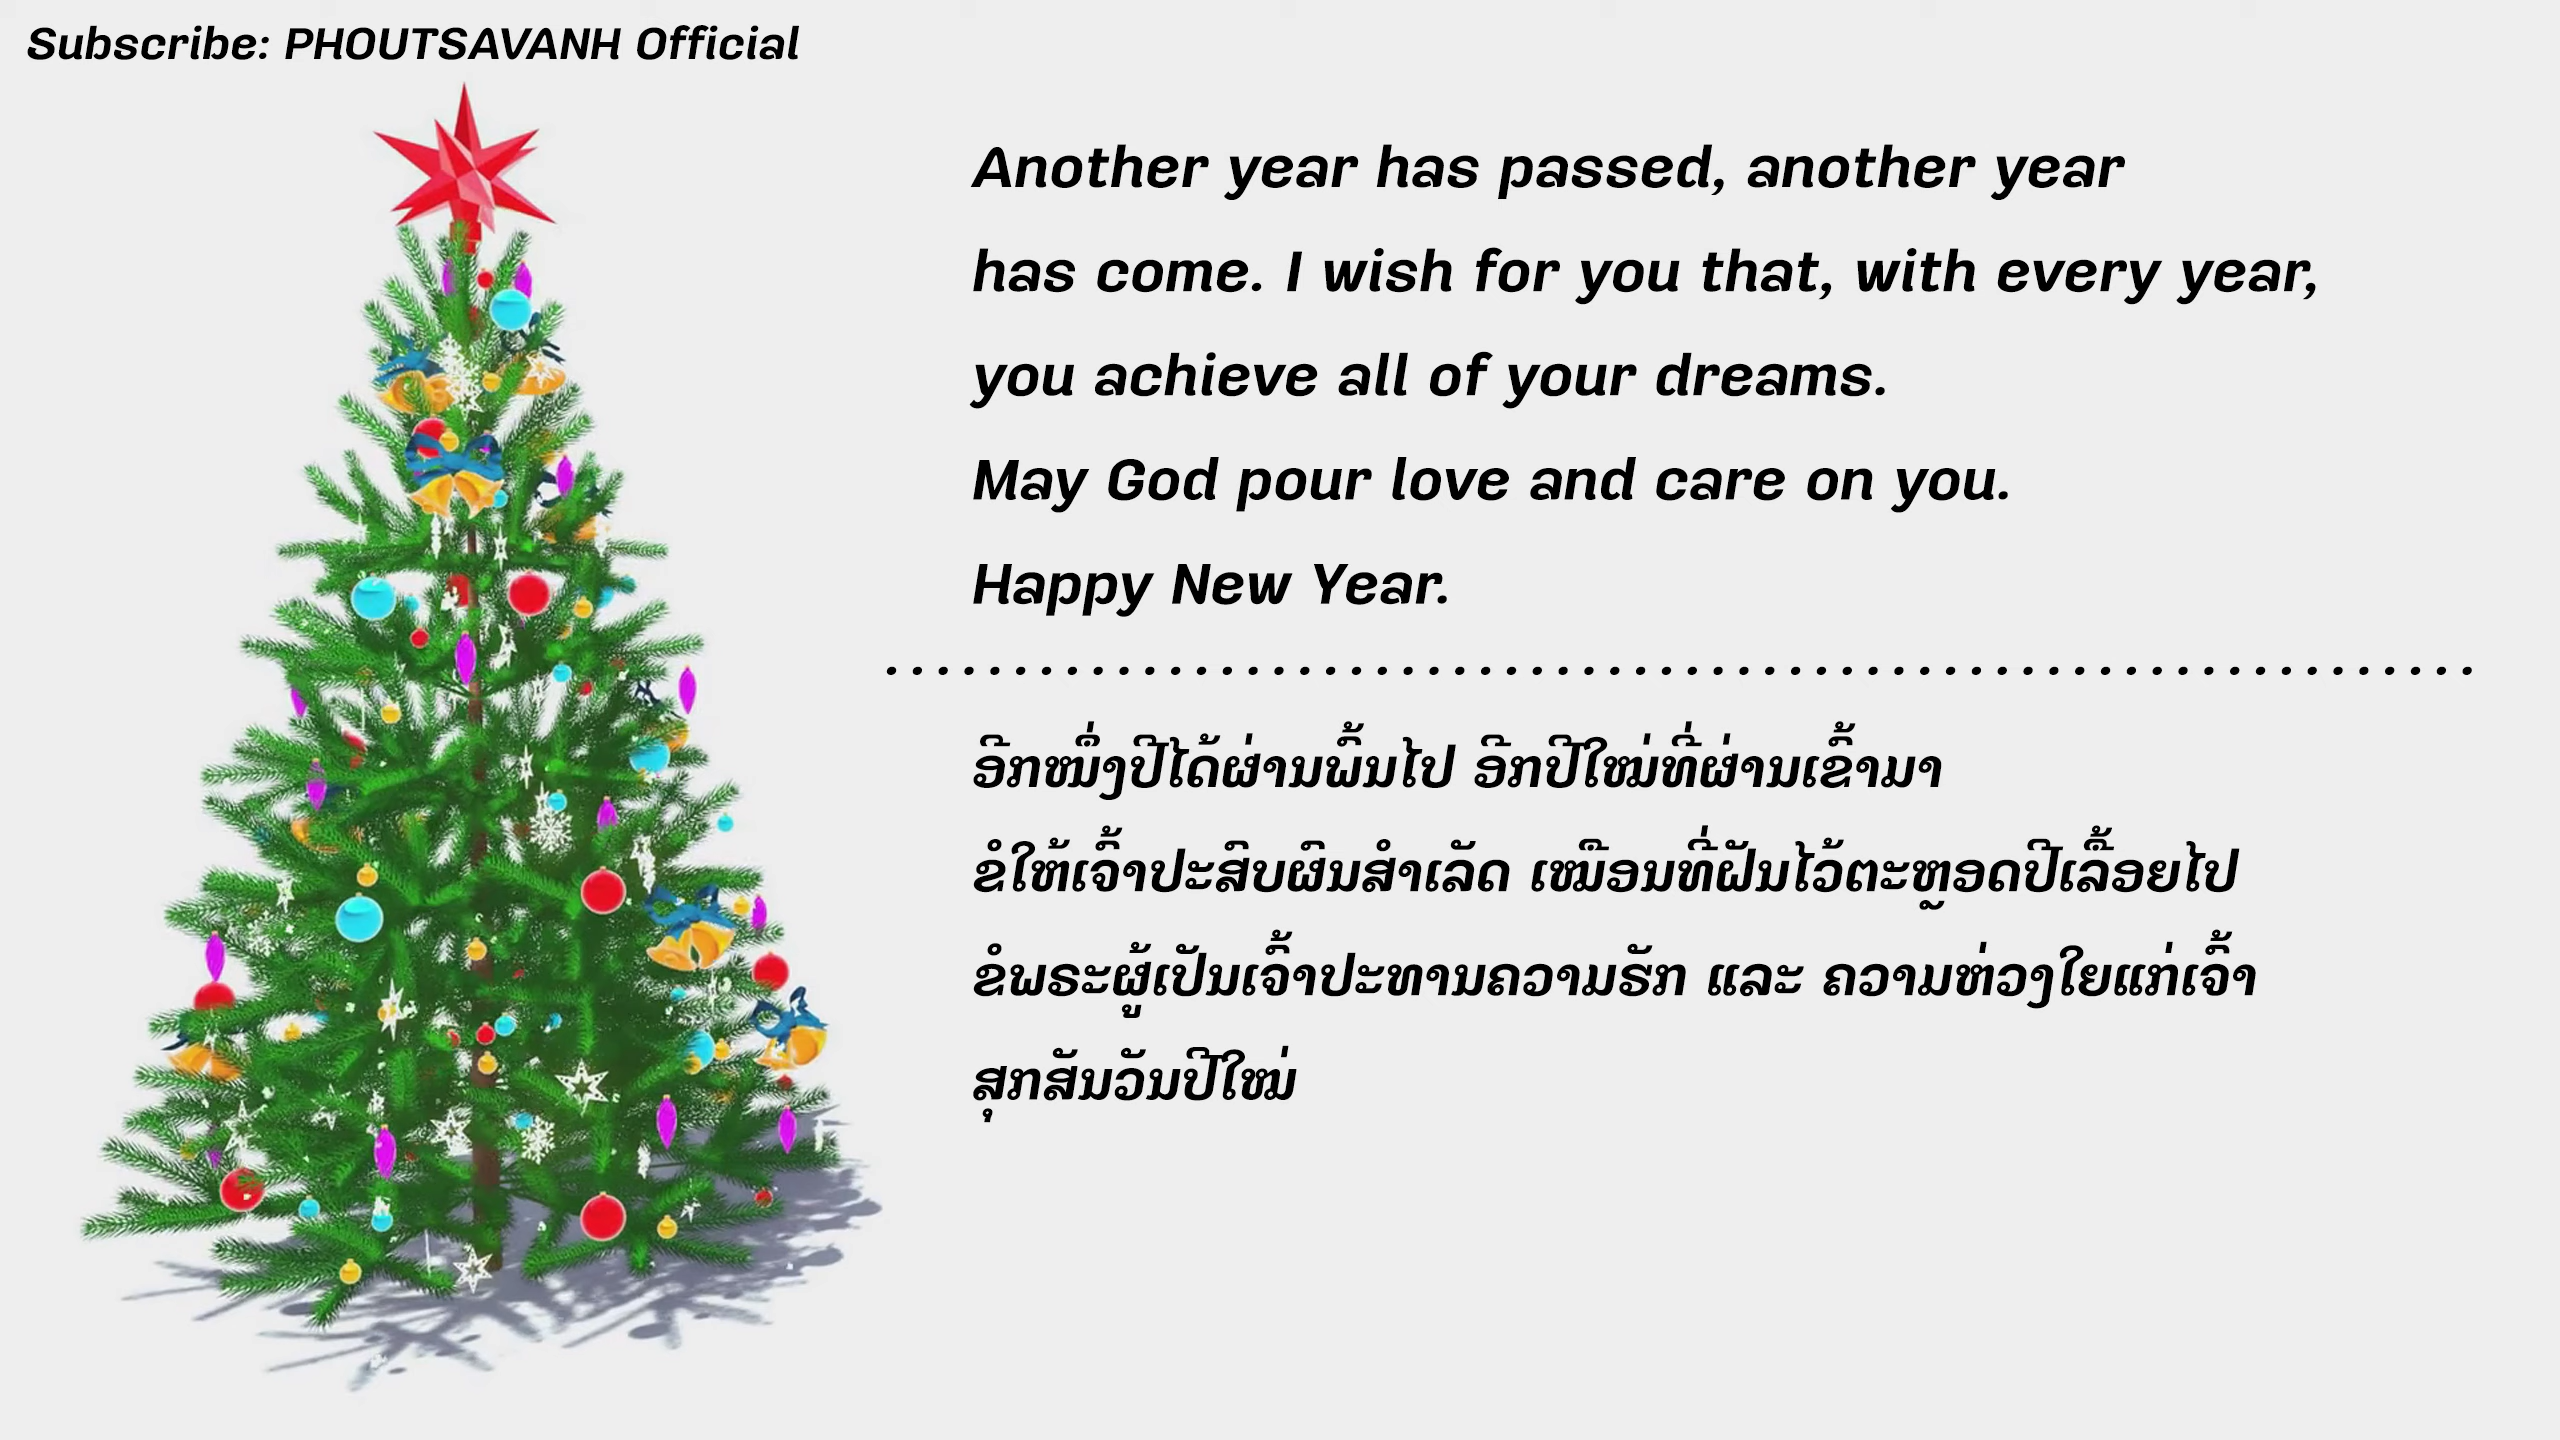 Subscribe: PHOUTSAVANH Official
Another year has passed, another year
has come. I wish for you that, with every year,
you achieve all of your dreams.
May God pour love and care on you.
Happy New Year.
..............................................................
ອີກໜຶ່ງປີໄດ້ຜ່ານພົ້ນໄປ ອີກປີໃໝ່ທີ່ຜ່ານເຂົ້າມາ
ຂໍໃຫ້ເຈົ້າປະສົບຜົນສຳເລັດ ເໝືອນທີ່ຝັນໄວ້ຕະຫຼອດປີເລື້ອຍໄປ
ຂໍພຣະຜູ້ເປັນເຈົ້າປະທານຄວາມຮັກ ແລະ ຄວາມຫ່ວງໃຍແກ່ເຈົ້າ
ສຸກສັນວັນປີໃໝ່